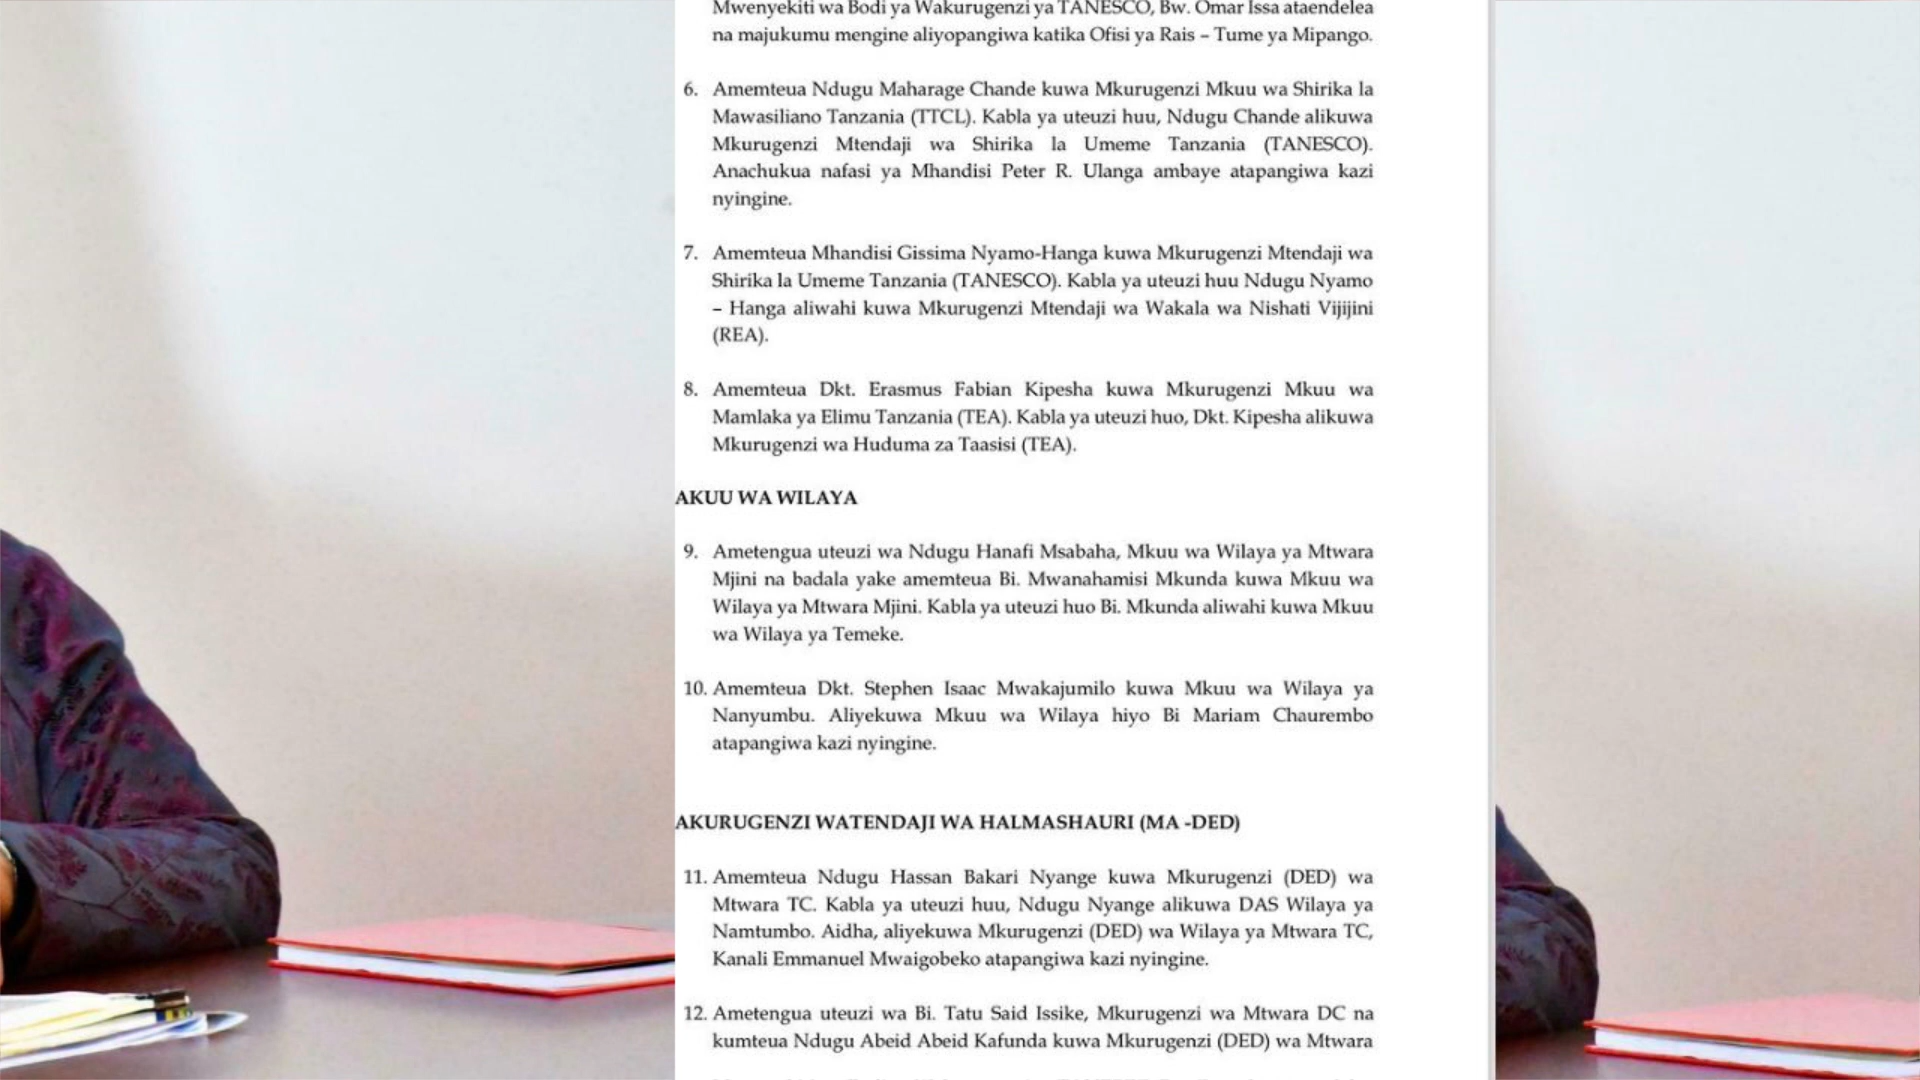 Mwenyekiti wa Bodi ya Wakurugenzi ya TANESCO, Bw. Omar Issa ataendelea
na majukumu mengine aliyopangiwa katika Ofisi ya Rais – Tume ya Mipango.
6. Amemteua Ndugu Maharage Chande kuwa Mkurugenzi Mkuu wa Shirika la
Mawasiliano Tanzania (TTCL). Kabla ya uteuzi huu, Ndugu Chande alikuwa
Mkurugenzi Mtendaji wa Shirika la Umeme Tanzania (TANESCO).
Anachukua nafasi ya Mhandisi Peter R. Ulanga ambaye atapangiwa kazi
nyingine.
7. Amemteua Mhandisi Gissima Nyamo-Hanga kuwa Mkurugenzi Mtendaji wa
Shirika la Umeme Tanzania (TANESCO). Kabla ya uteuzi huu Ndugu Nyamo
– Hanga aliwahi kuwa Mkurugenzi Mtendaji wa Wakala wa Nishati Vijijini
(REA).
8. Amemteua Dkt. Erasmus Fabian Kipesha kuwa Mkurugenzi Mkuu wa
Mamlaka ya Elimu Tanzania (TEA). Kabla ya uteuzi huo, Dkt. Kipesha alikuwa
Mkurugenzi wa Huduma za Taasisi (TEA).
AKUU WA WILAYA
9. Ametengua uteuzi wa Ndugu Hanafi Msabaha, Mkuu wa Wilaya ya Mtwara
Mjini na badala yake amemteua Bi. Mwanahamisi Mkunda kuwa Mkuu wa
Wilaya ya Mtwara Mjini. Kabla ya uteuzi huo Bi. Mkunda aliwahi kuwa Mkuu
wa Wilaya ya Temeke.
10. Amemteua Dkt. Stephen Isaac Mwakajumilo kuwa Mkuu wa Wilaya ya
Nanyumbu. Aliyekuwa Mkuu wa Wilaya hiyo Bi Mariam Chaurembo
atapangiwa kazi nyingine.
AKURUGENZI WATENDAJI WA HALMASHAURI (MA -DED)
11. Amemteua Ndugu Hassan Bakari Nyange kuwa Mkurugenzi (DED) wa
Mtwara TC. Kabla ya uteuzi huu, Ndugu Nyange alikuwa DAS Wilaya ya
Namtumbo. Aidha, aliyekuwa Mkurugenzi (DED) wa Wilaya ya Mtwara TC,
Kanali Emmanuel Mwaigobeko atapangiwa kazi nyingine.
12. Ametengua uteuzi wa Bi. Tatu Said Issike, Mkurugenzi wa Mtwara DC na
kumteua Ndugu Abeid Abeid Kafunda kuwa Mkurugenzi (DED) wa Mtwara